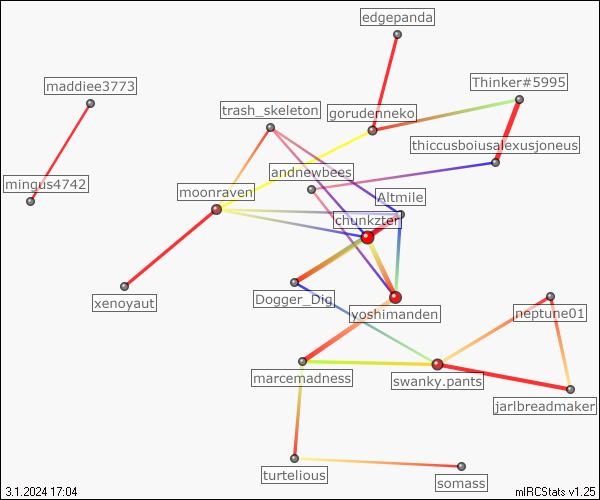 edgepanda
maddiee3773
Thinker#5995
trash_skeleton
gorudenneko
thiccusboiusalexusjoneus
andnewbees
mingus4742
moonraven
Altmile
chunkzter
xenoyaut
Dogger_Dig
yoshimanden
neptune01
marcemadness
swanky.pants
jarlbreadmaker
turtelious
somass
3.1.2024 17:04
mIRCStats v1.25